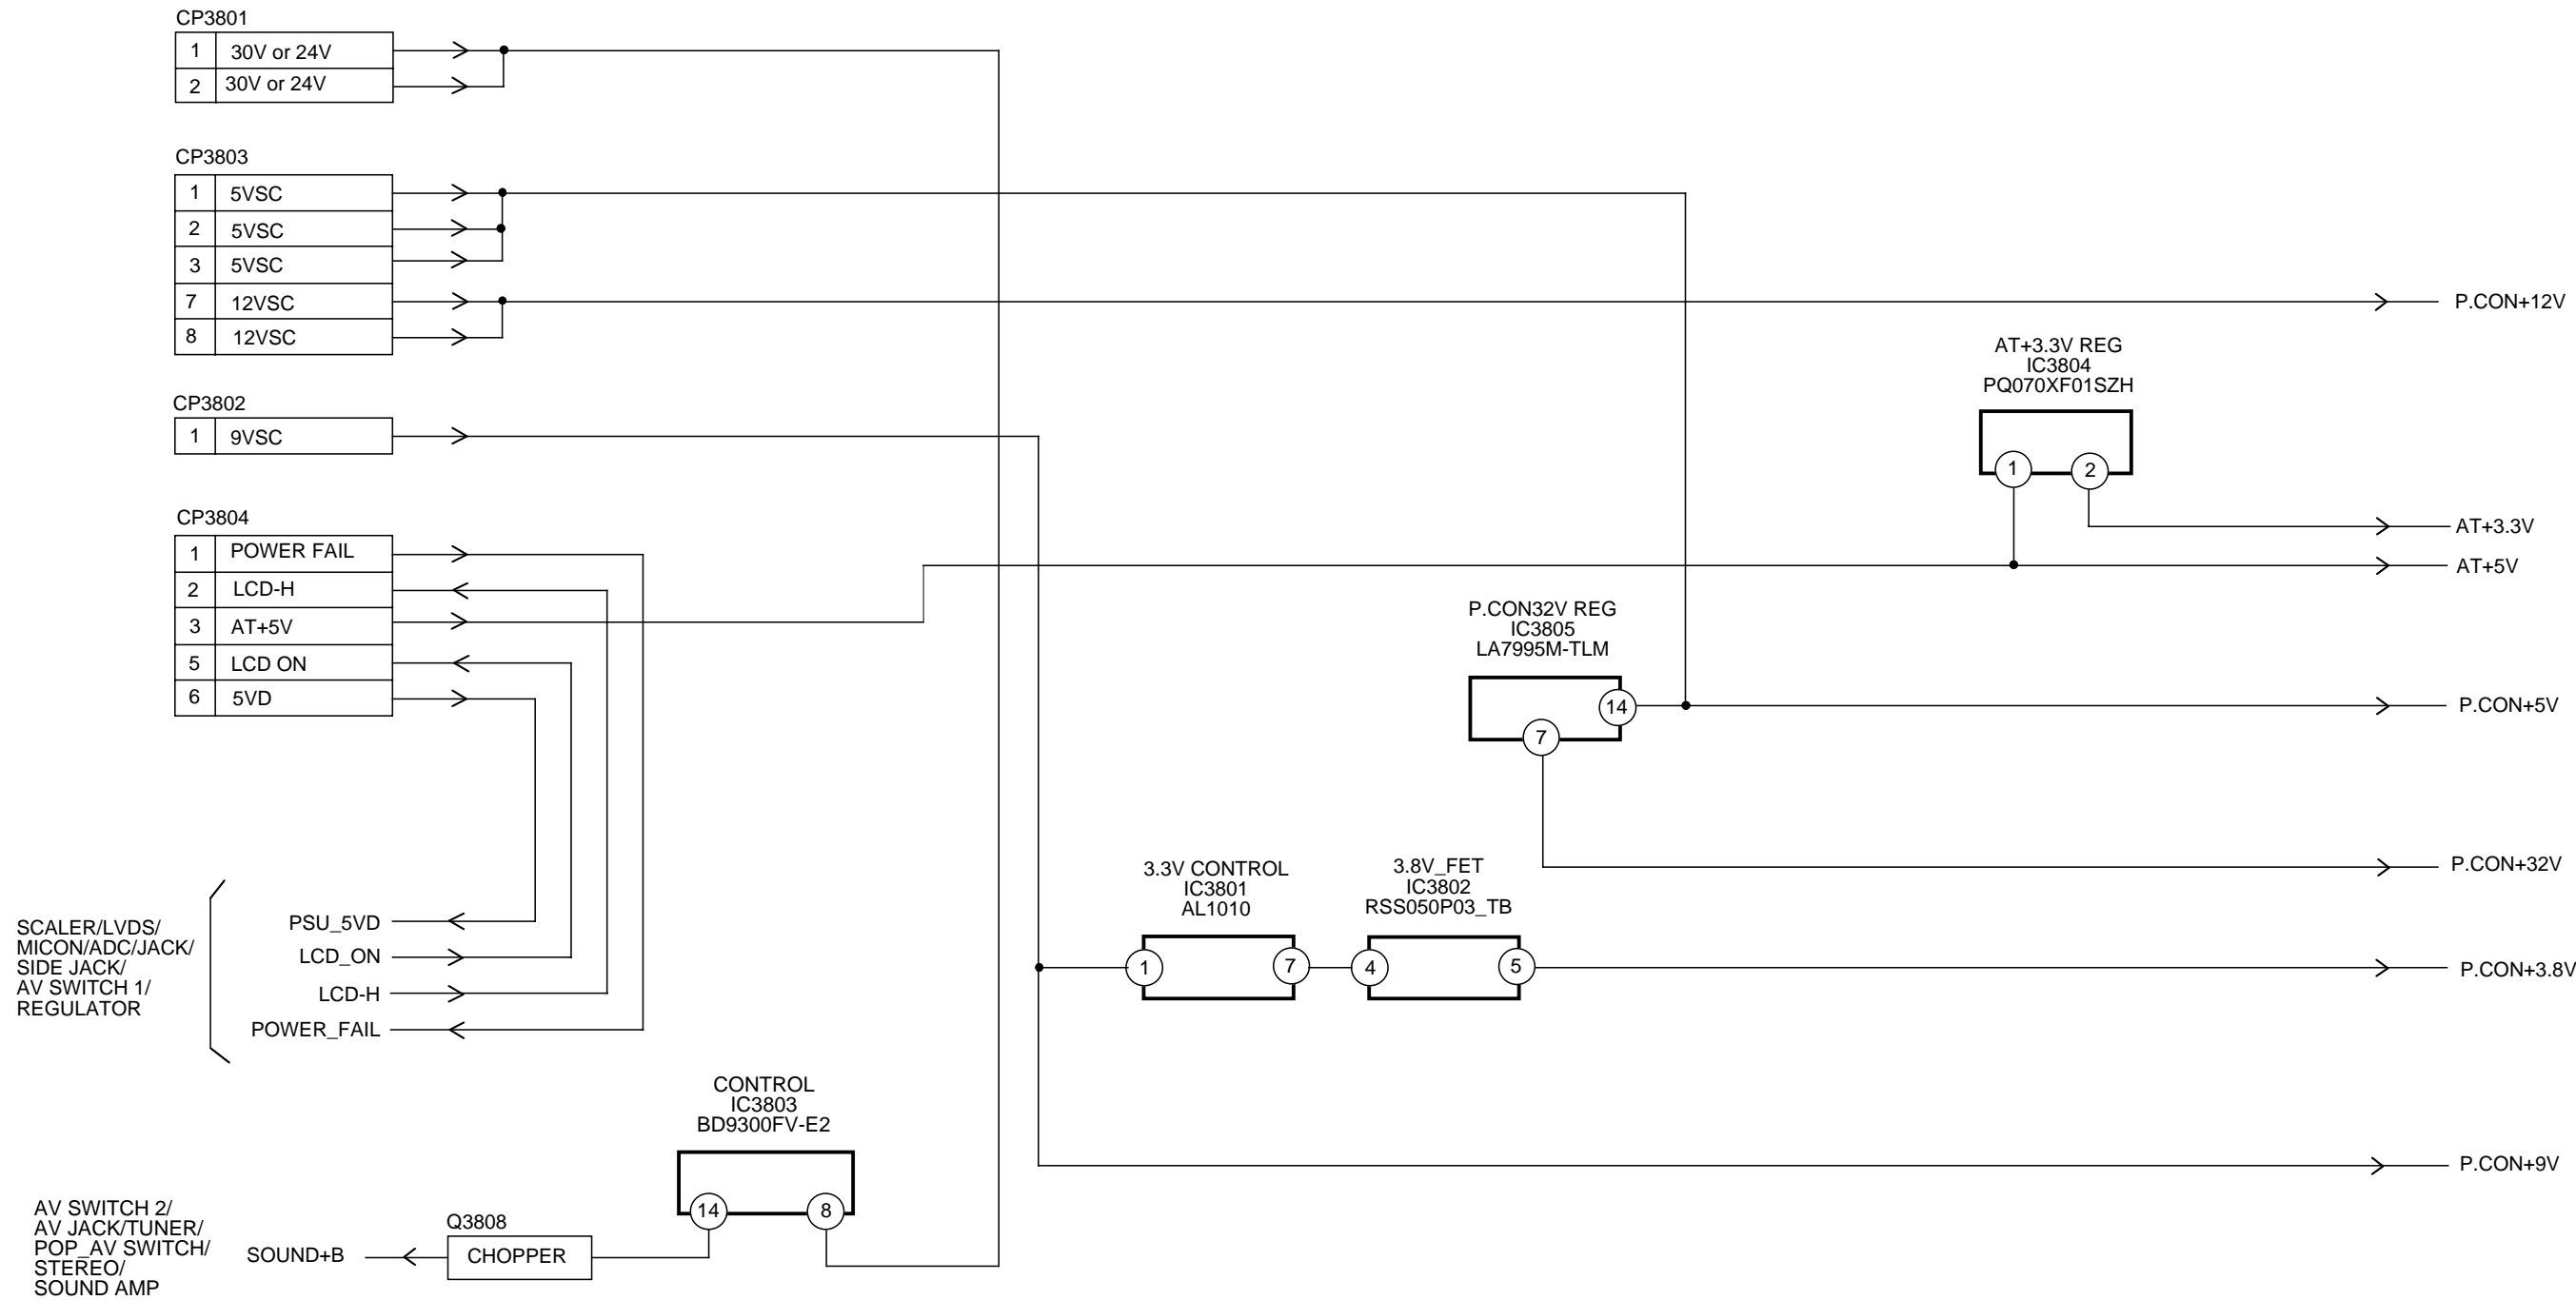 CP3801
1 30V or 24V
2 30V or 24V
CP3803
1 5VSC
2 5VSC
3 5VSC
7 12VSC
8 12VSC
P.CON+12V
AT+3.3V REG
IC3804
PQ070XF01SZH
1 2
CP3802
1 9VSC
CP3804
1 POWER FAIL
2 LCD-H
3 AT+5V
5 LCD ON
6 5VD
AT+3.3V
AT+5V
P.CON32V REG
IC3805
LA7995M-TLM
14
7
P.CON+5V
P.CON+32V
3.3V CONTROL
IC3801
AL1010
1 7
3.8V_FET
IC3802
RSS050P03_TB
4 5
P.CON+3.8V
SCALER/LVDS/
MICON/ADC/JACK/
SIDE JACK/
AV SWITCH 1/
REGULATOR
PSU_5VD
LCD_ON
LCD-H
POWER_FAIL
CONTROL
IC3803
BD9300FV-E2
14 8
P.CON+9V
AV SWITCH 2/
AV JACK/TUNER/
POP_AV SWITCH/
STEREO/
SOUND AMP
SOUND+B
Q3808
CHOPPER